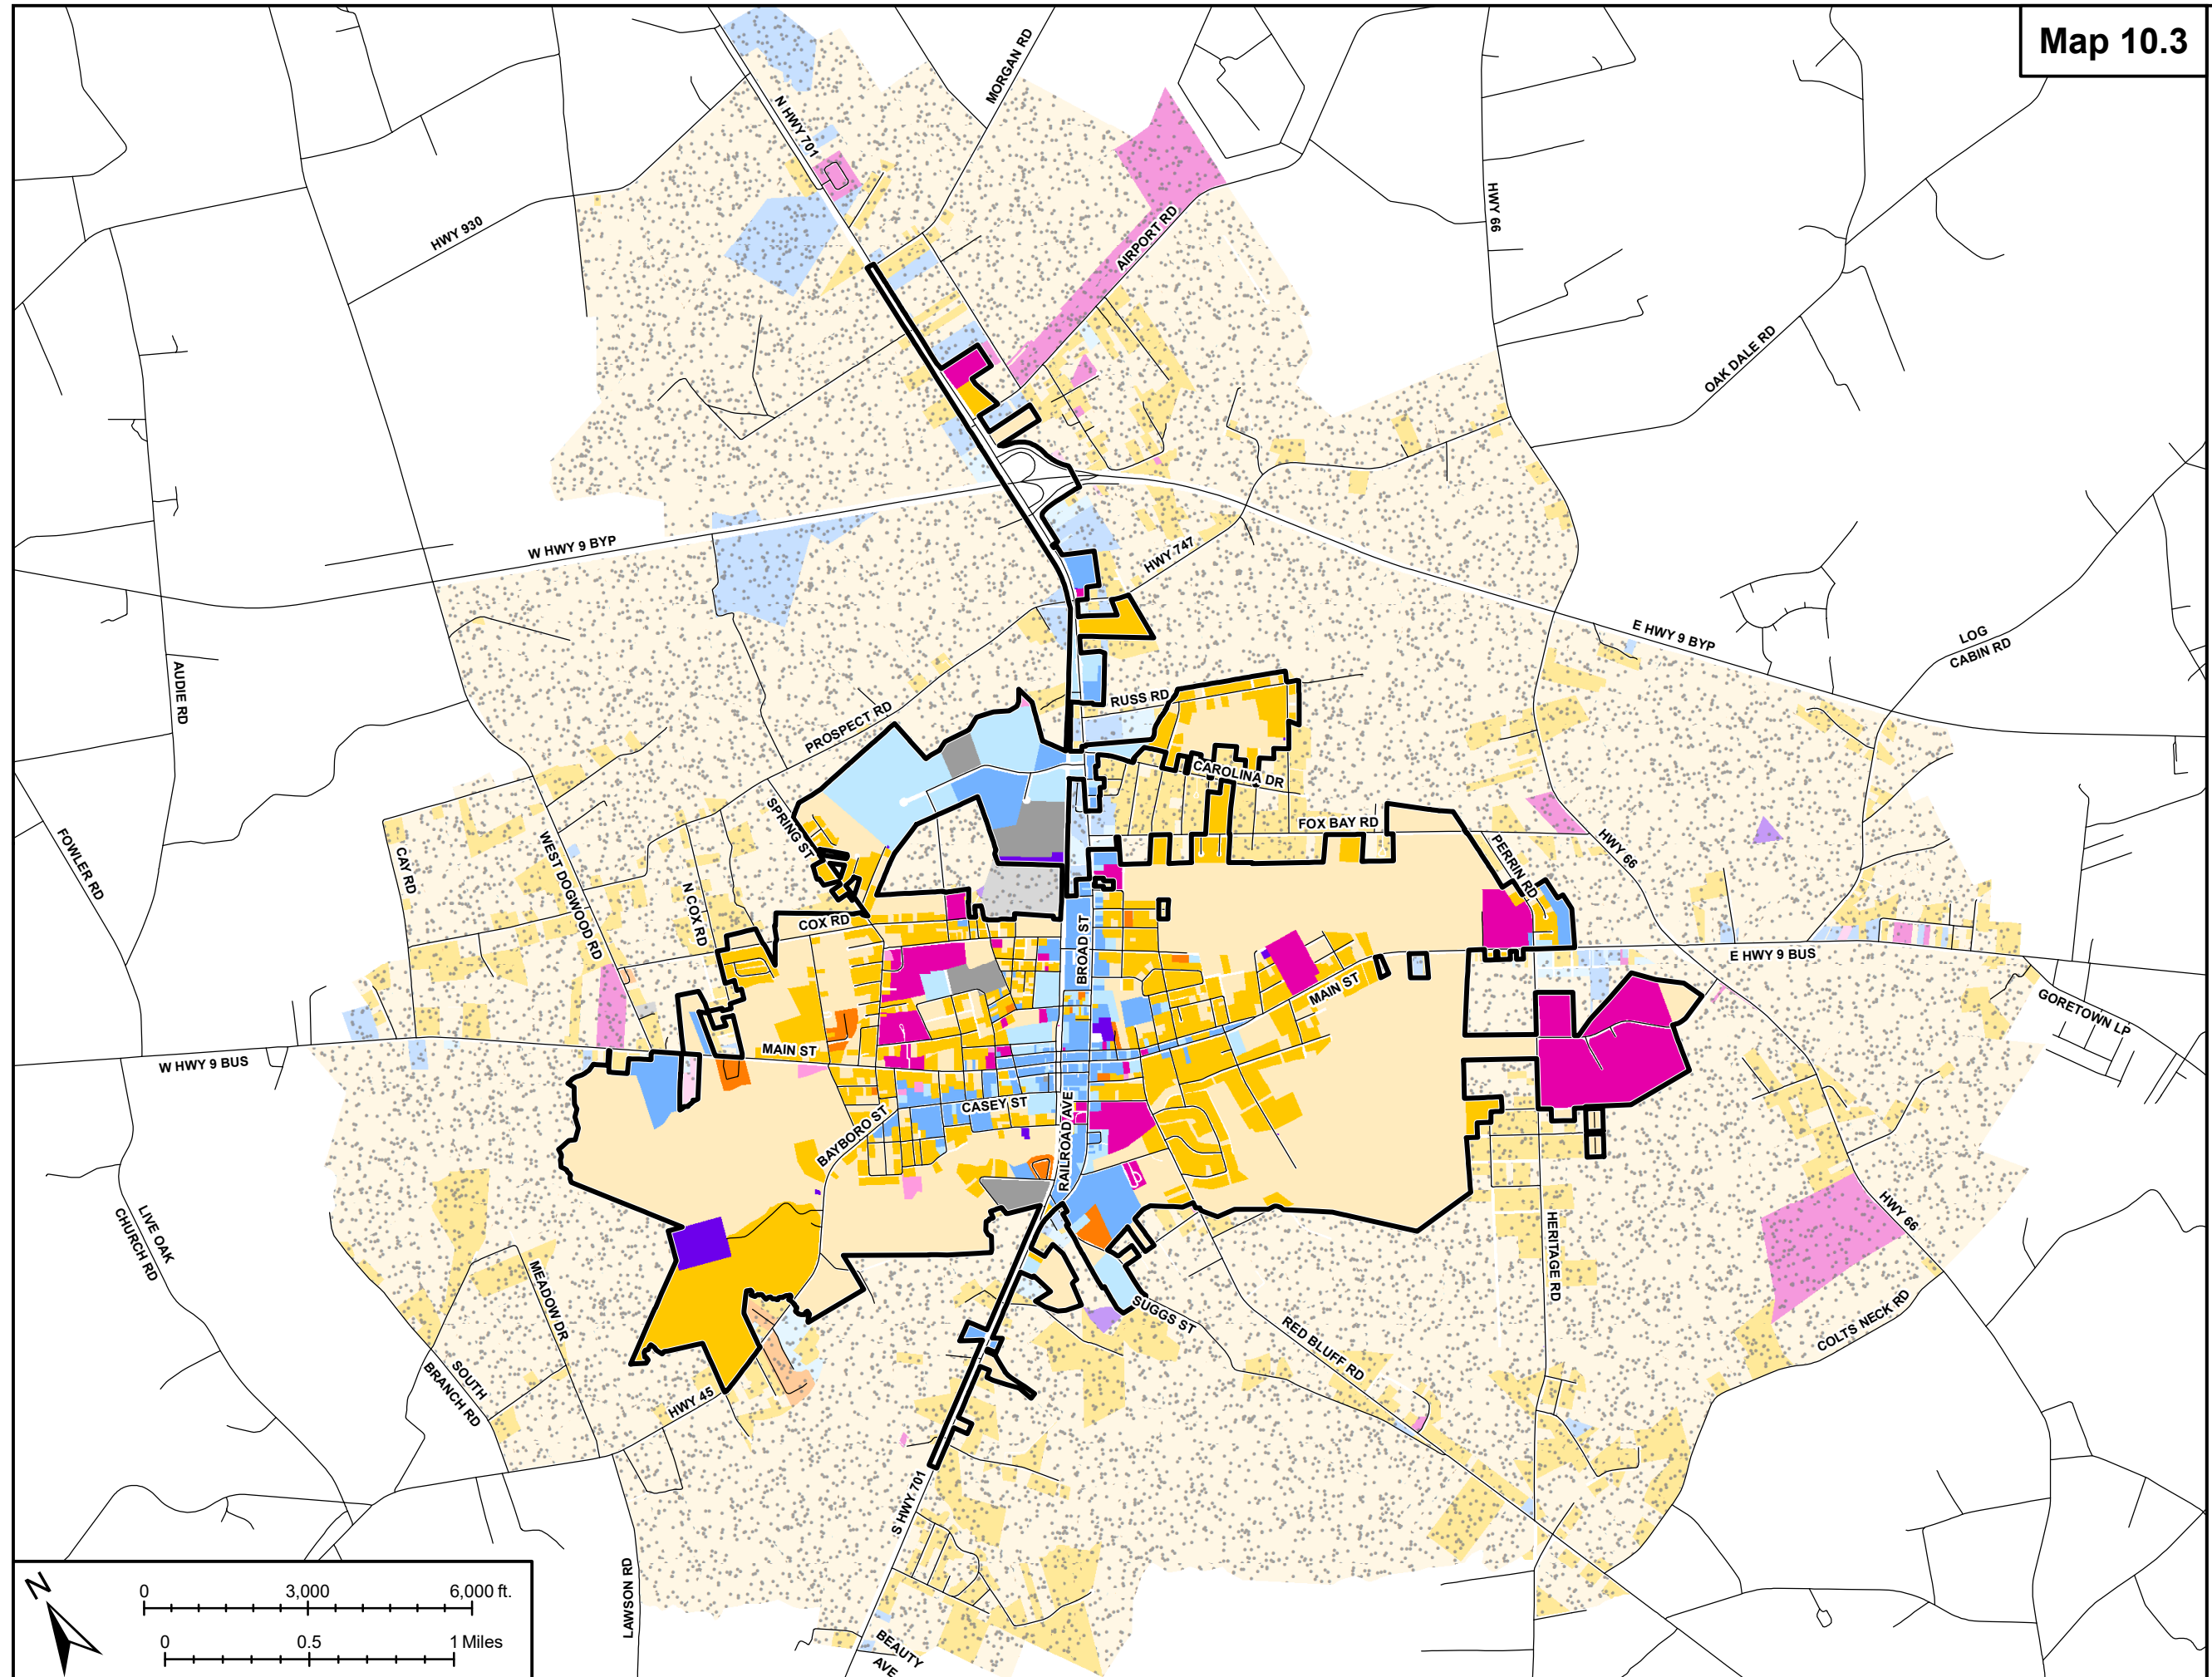 Map 10.3
MORGAN RD
N HWY 701
HWY 66
HWY 930
AIRPORT RD
OAK DALE RD
W HWY 9 BYP
HWY 747
E HWY 9 BYP
LOG
CABIN RD
AUDIE RD
RUSS RD
PROSPECT RD
CAROLINA DR
SPRING ST
FOX BAY RD
FOWLER RD
CAY RD
WEST DOGWOOD RD
PERRIN RD
HWY 66
N COX RD
COX RD
BROAD ST
E HWY 9 BUS
MAIN ST
GORETOWN LP
MAIN ST
W HWY 9 BUS
CASEY ST
BAYBORO ST
RAILROAD AVE
LIVE OAK
CHURCH RD
HWY 66
HERITAGE RD
MEADOW DR
SUGGS ST
RED BLUFF RD
COLTS NECK RD
SOUTH
BRANCH RD
HWY 45
S HWY 701
LAWSON RD
BEAUTY
AVE
N
0 3,000 6,000 ft.
0 0.5 1 Miles